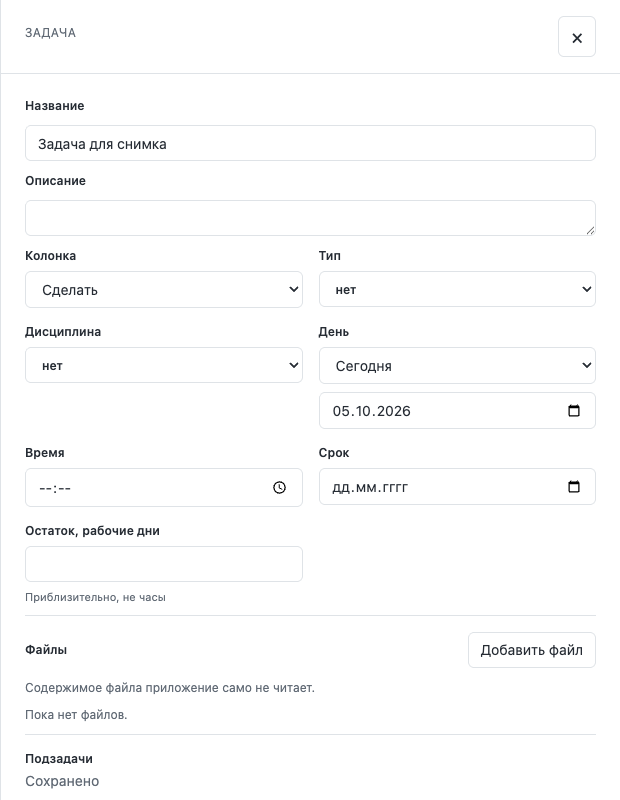 ЗАДАЧА
×
Название
Задача для снимка
Описание
Колонка
Тип
Сделать
нет
Дисциплина
День
нет
Сегодня
05.10.2026
Время
Срок
--:--
дд.мм.гггг
Остаток, рабочие дни
Приблизительно, не часы
Файлы
Добавить файл
Содержимое файла приложение само не читает.
Пока нет файлов.
Подзадачи
Сохранено